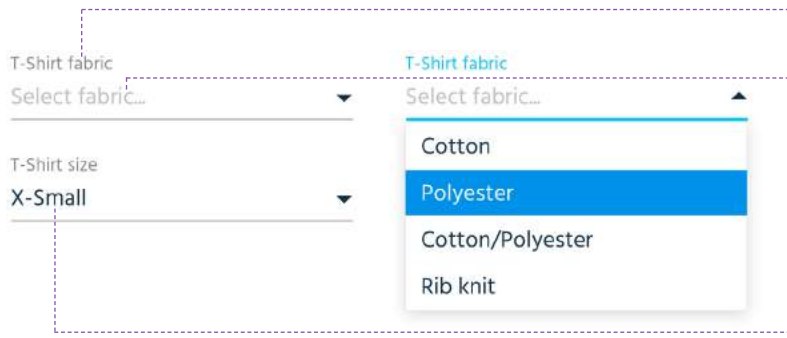 T-Shirt fabric
Select fabric...
T-Shirt size
X-Small
T-Shirt fabric
Select fabric...
Cotton
Polyester
Cotton/Polyester
Rib knit